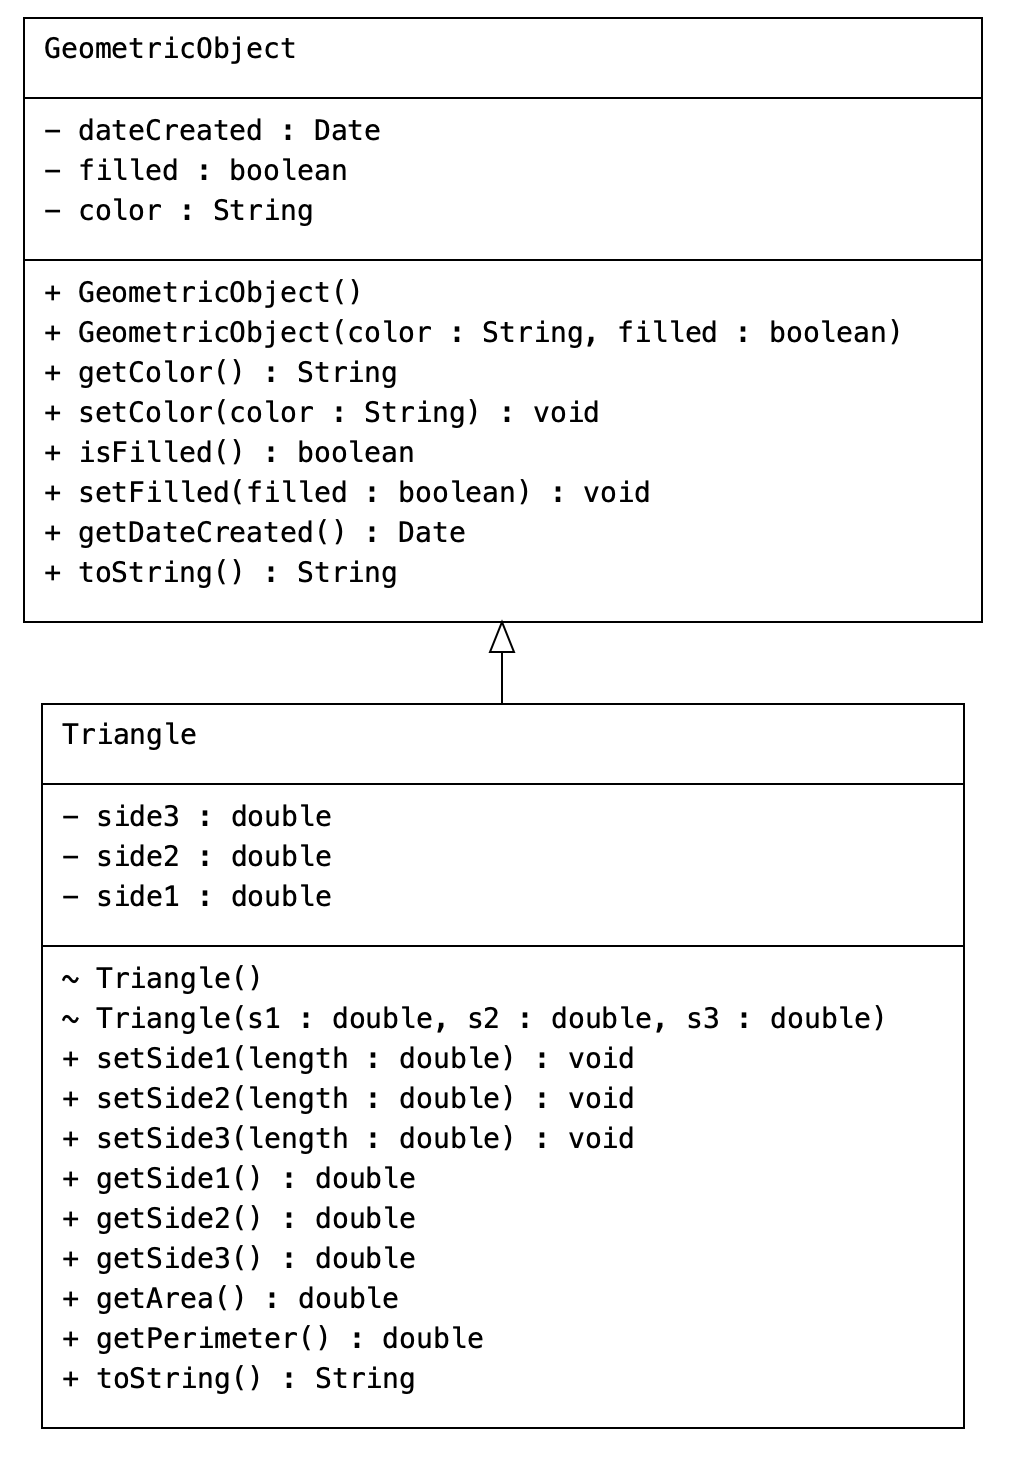 GeometricObject
- dateCreated : Date
- filled : boolean
- color : String
+ GeometricObject()
+ GeometricObject(color : String, filled : boolean)
+ getColor() : String
+ setColor(color : String) : void
+ isFilled() : boolean
+ setFilled(filled : boolean) : void
+ getDateCreated() : Date
+ toString() : String
Triangle
- side3 : double
- side2 : double
- side1 : double
~ Triangle()
~ Triangle(s1 : double, s2 : double, s3 : double)
+ setSide1(length : double) : void
+ setSide2(length : double) : void
+ setSide3(length : double) : void
+ getSide1() : double
+ getSide2() : double
+ getSide3() : double
+ getArea() : double
+ getPerimeter() : double
+ toString() : String